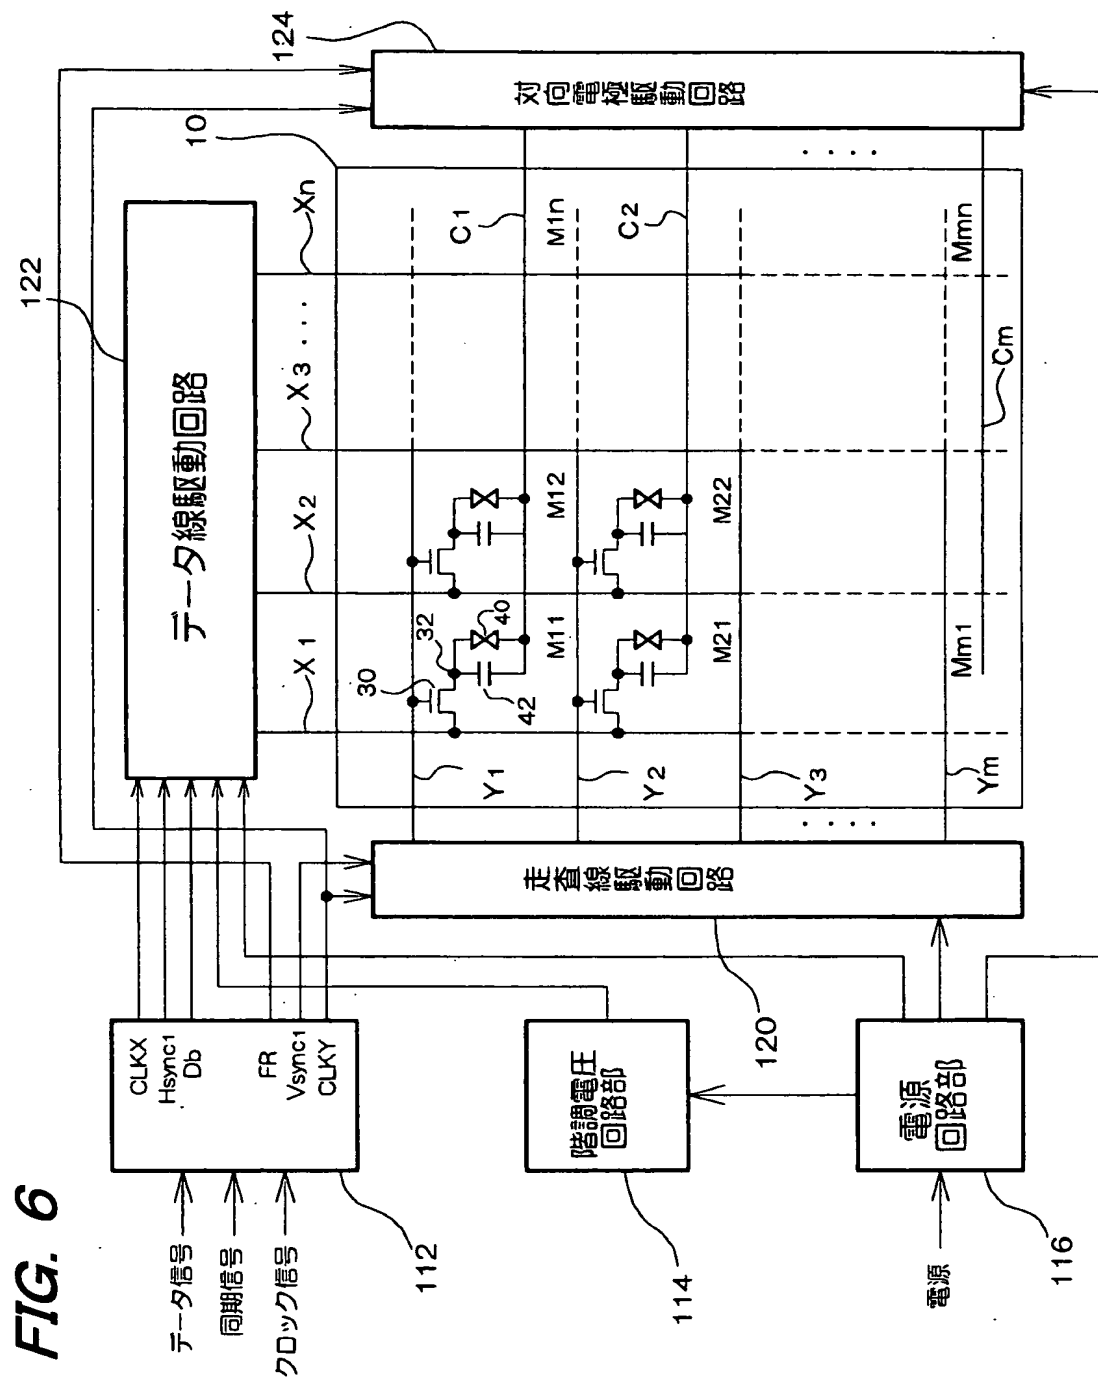 FIG. 6
データ信号
同期信号
クロック信号
112
CLKX
Hsync1
Db
FR
Vsync1
CLKY
データ線駆動回路
122
階調電圧
回路部
114
電源
電源
回路部
116
走査線駆動回路
120
対向電極駆動回路
124
10
X1
X2
X3
....
Xn
Y1
Y2
Y3
....
Ym
30
32
40
42
M11
M12
M1n
M21
M22
Mm1
Mmn
C1
C2
....
Cm